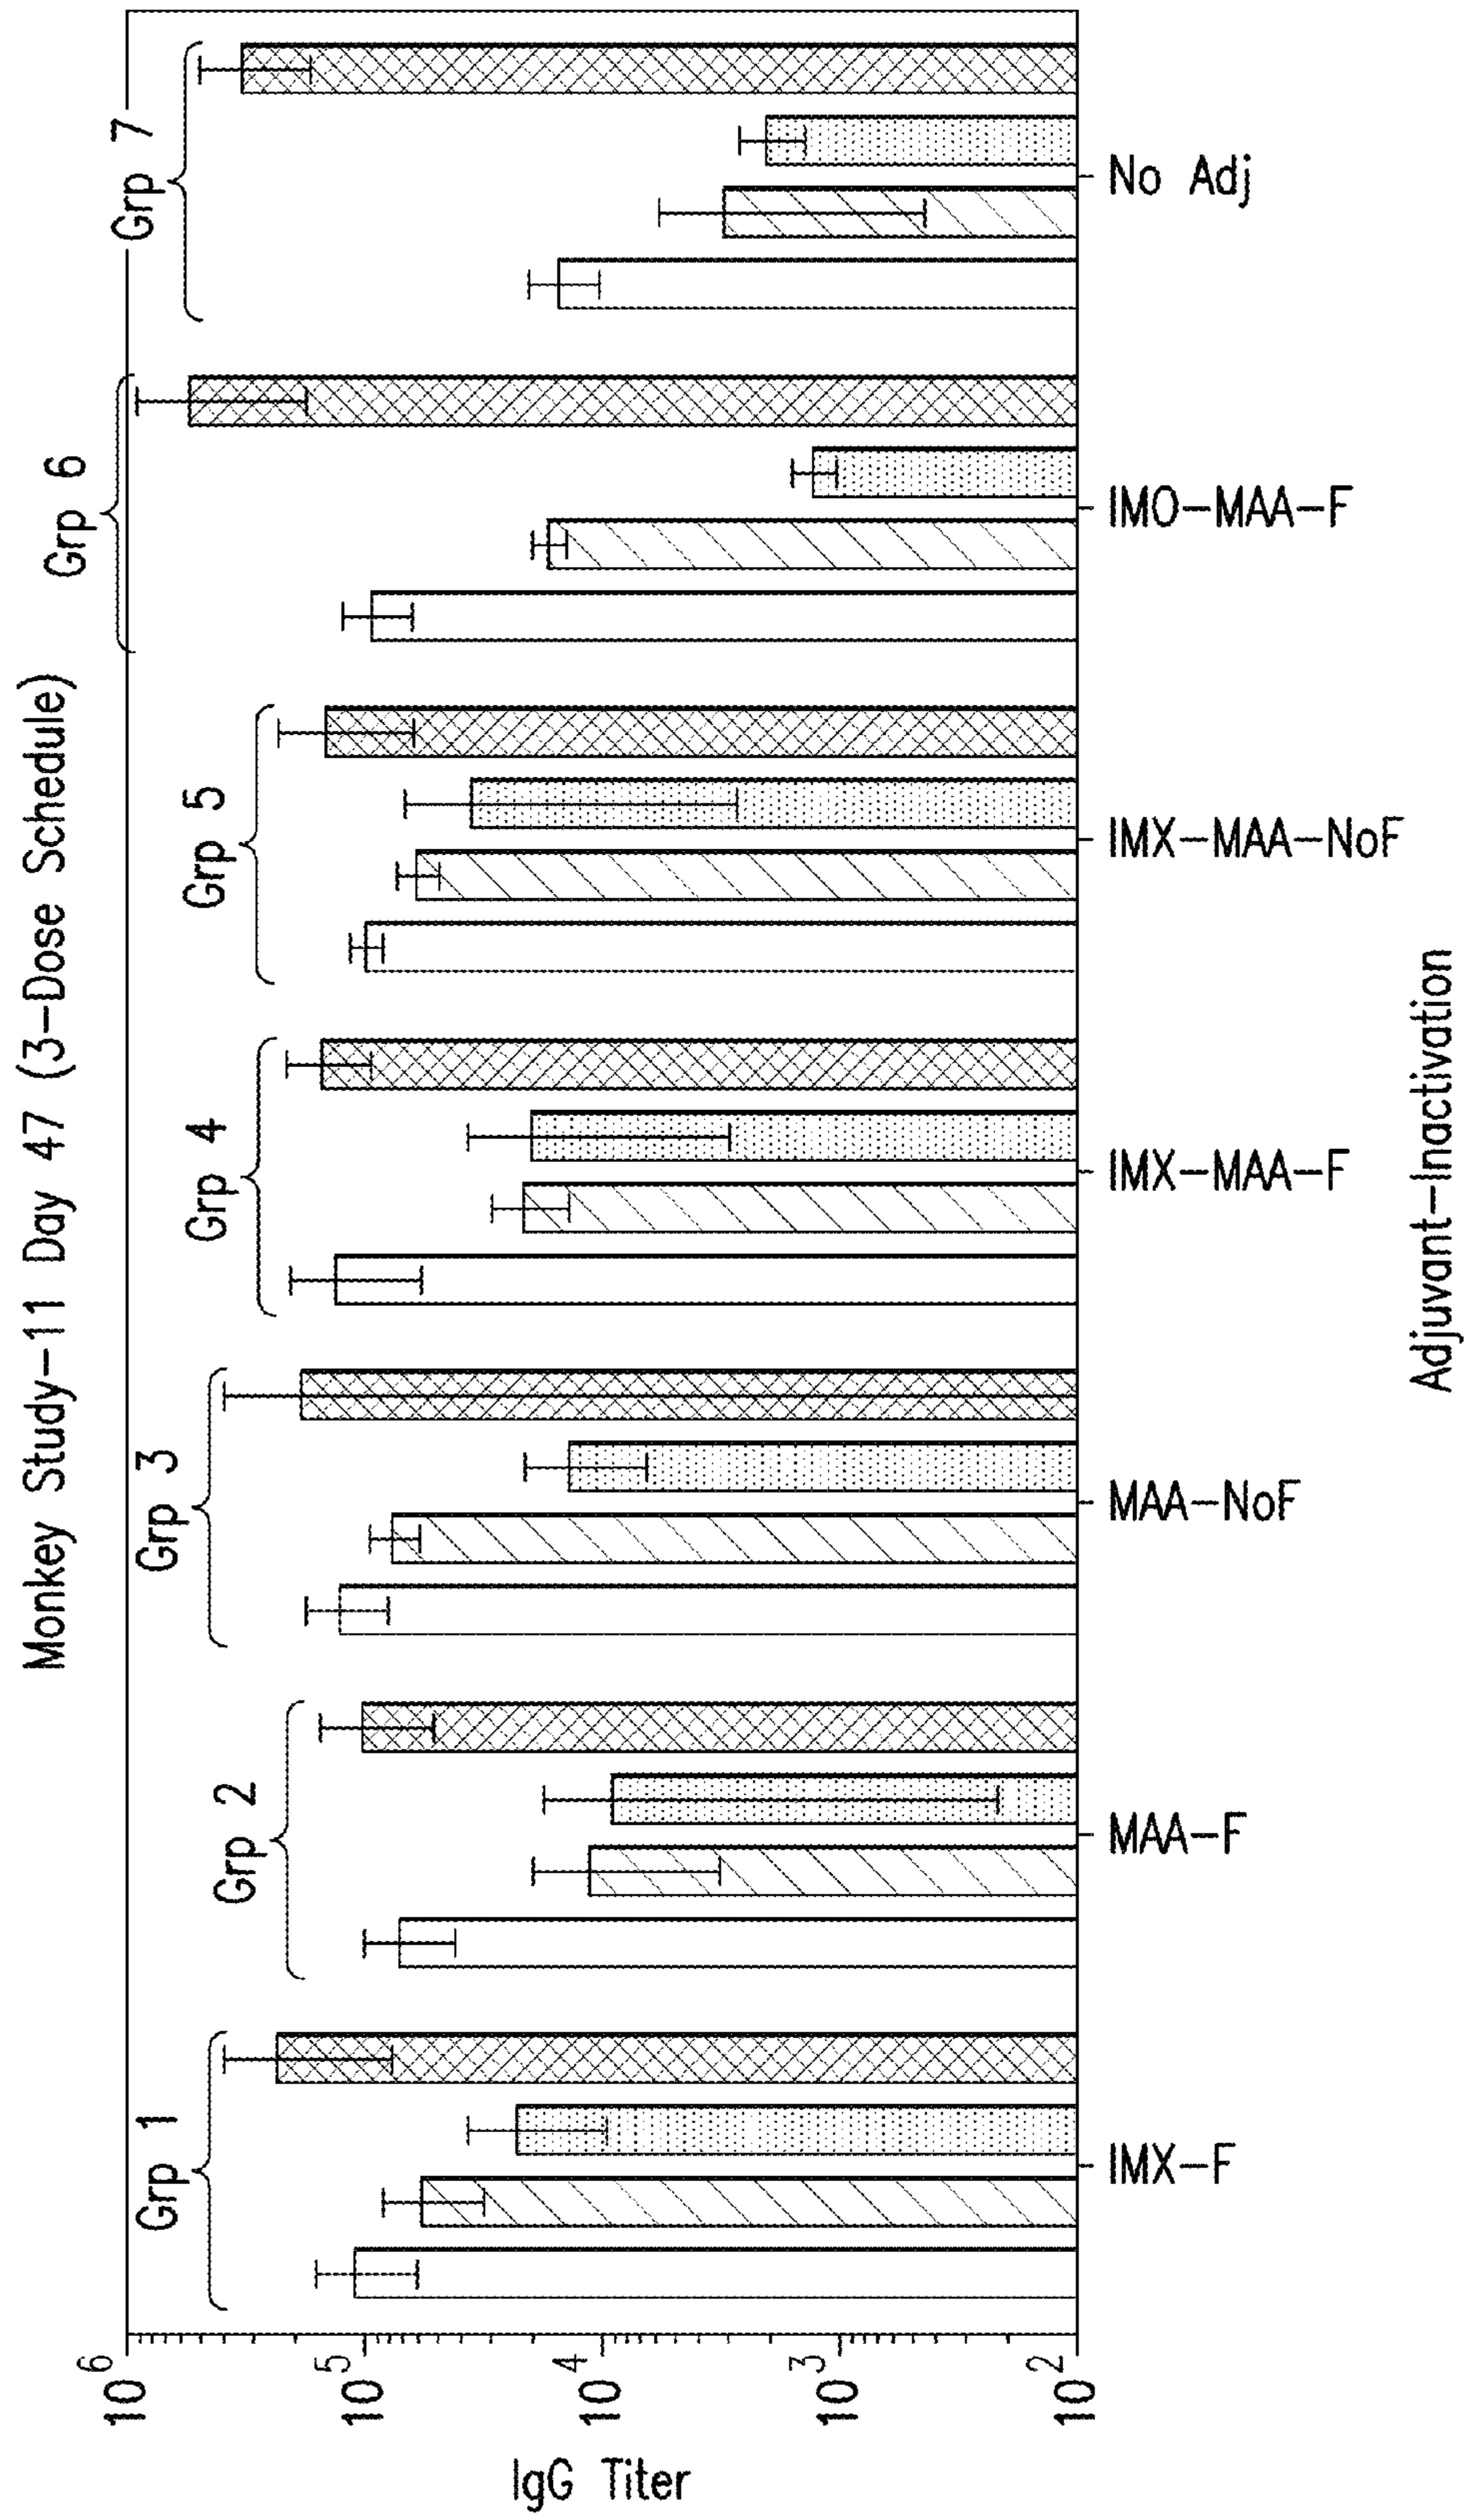 Monkey Study-11 Day 47 (3-Dose Schedule)
Grp 1
Grp 2
Grp 3
Grp 4
Grp 5
Grp 6
Grp 7
IgG Titer
10^6
10^5
10^4
10^3
10^2
IMX-F
MAA-F
MAA-NoF
IMX-MAA-F
IMX-MAA-NoF
IMO-MAA-F
No Adj
Adjuvant-Inactivation